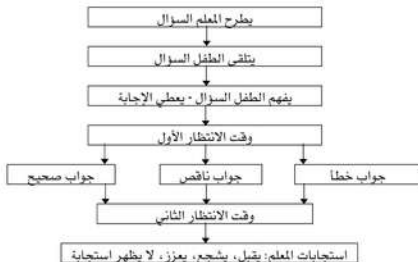 يطرح المعلم السؤال
يتلقى الطفل السؤال
يفهم الطفل السؤال - يعطي الإجابة
وقت الانتظار الأول
جواب خطأ
جواب ناقص
جواب صحيح
وقت الانتظار الثاني
استجابات المعلم: يقبل، يشجع، يعزز، لا يظهر استجابة